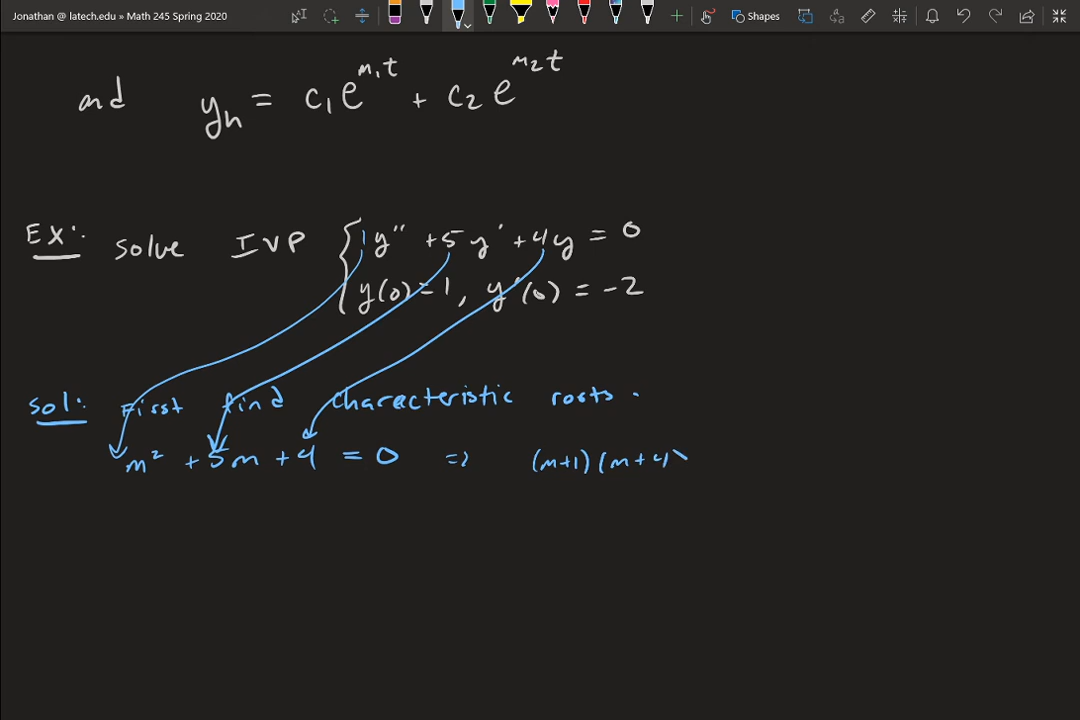 Jonathan @ latech.edu » Math 245 Spring 2020
Shapes
and y_h = c₁e^{m₁t} + c₂e^{m₂t}
EX: solve IVP { 1y'' + 5y' + 4y = 0
y(0) = 1, y'(0) = -2
Sol: First find characteristic roots.
m² + 5m + 4 = 0 => (m+1)(m+4)